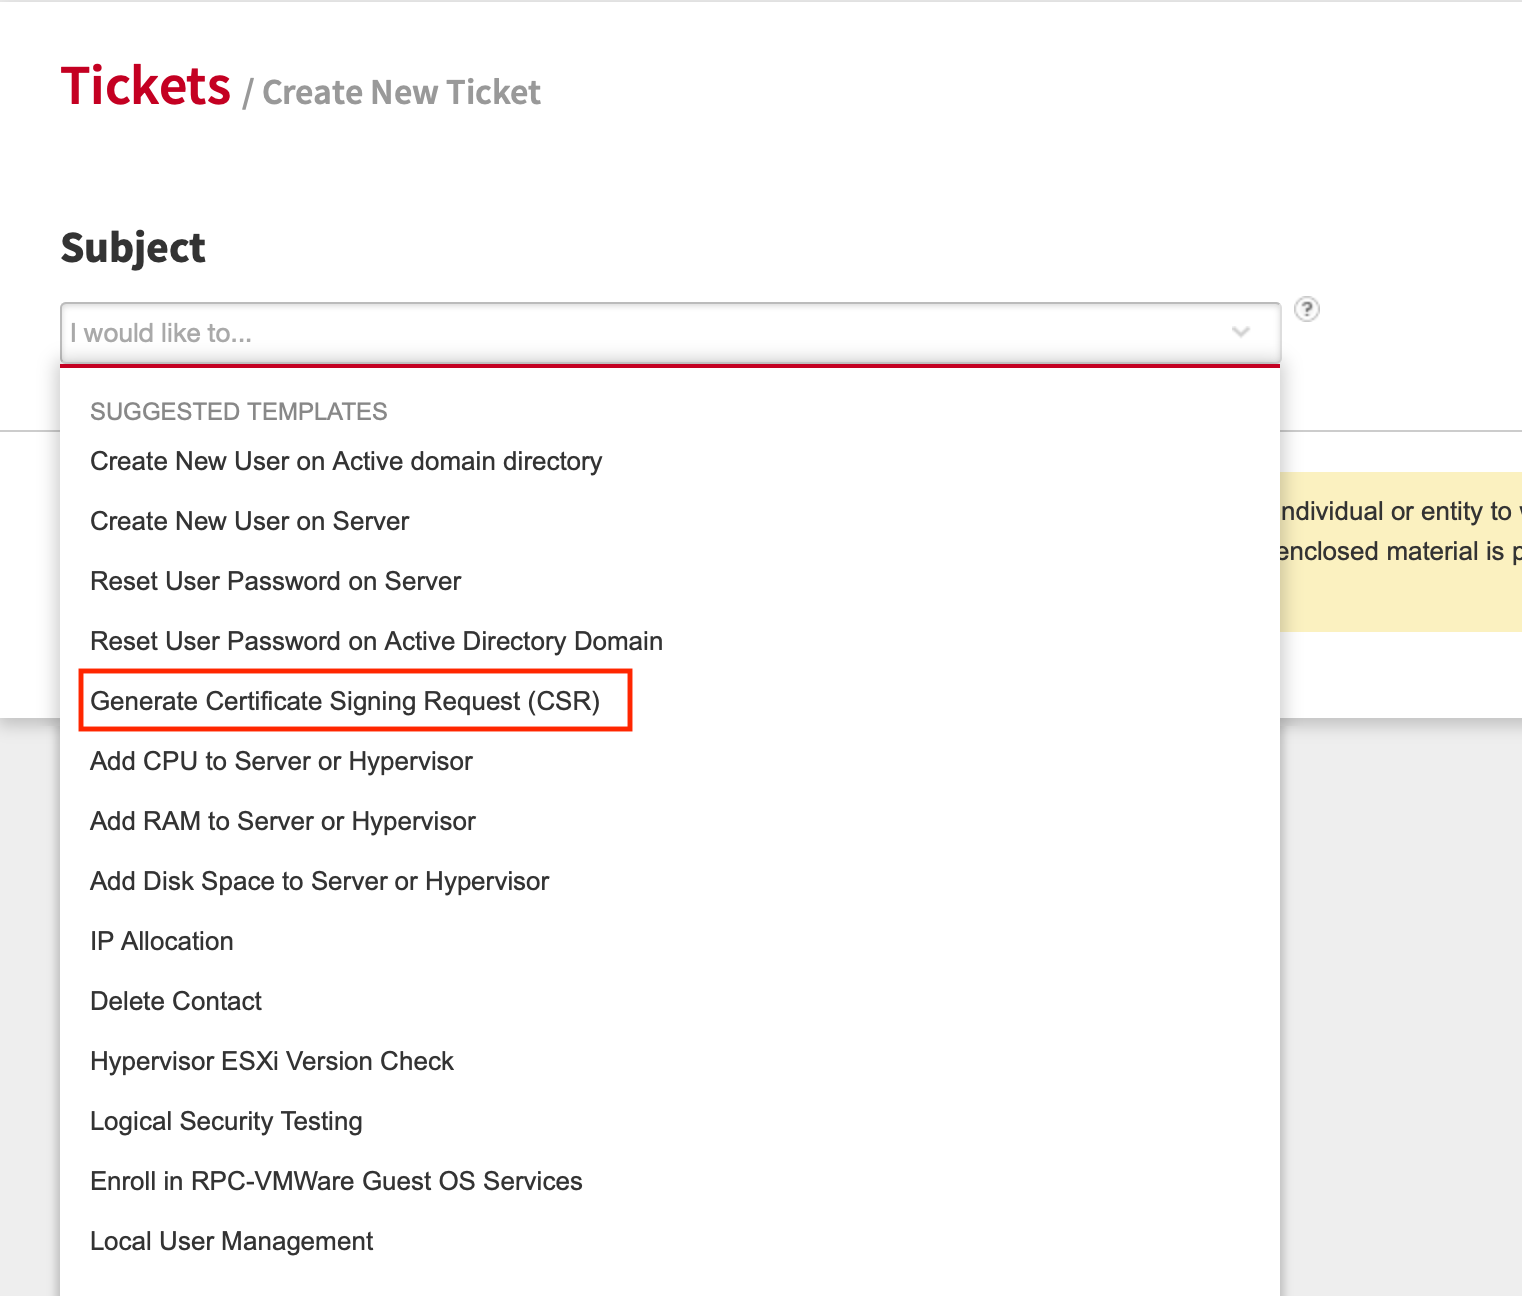 Tickets / Create New Ticket
Subject
I would like to...
?
SUGGESTED TEMPLATES
Create New User on Active domain directory
Create New User on Server
ndividual or entity to
enclosed material is p
Reset User Password on Server
Reset User Password on Active Directory Domain
Generate Certificate Signing Request (CSR)
Add CPU to Server or Hypervisor
Add RAM to Server or Hypervisor
Add Disk Space to Server or Hypervisor
IP Allocation
Delete Contact
Hypervisor ESXi Version Check
Logical Security Testing
Enroll in RPC-VMWare Guest OS Services
Local User Management